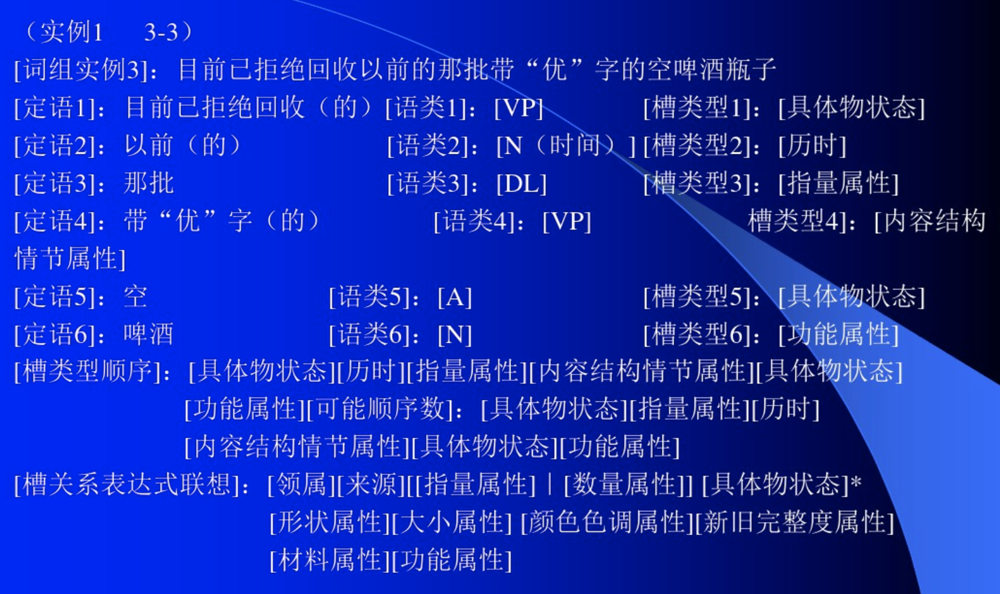 （实例1　3-3）
[词组实例3]：目前已拒绝回收以前的那批带“优”字的空啤酒瓶子
[定语1]：目前已拒绝回收（的）[语类1]：[VP] [槽类型1]：[具体物状态]
[定语2]：以前（的） [语类2]：[N（时间）] [槽类型2]：[历时]
[定语3]：那批 [语类3]：[DL] [槽类型3]：[指量属性]
[定语4]：带“优”字（的） [语类4]：[VP] 槽类型4]：[内容结构
情节属性]
[定语5]：空 [语类5]：[A] [槽类型5]：[具体物状态]
[定语6]：啤酒 [语类6]：[N] [槽类型6]：[功能属性]
[槽类型顺序]：[具体物状态][历时][指量属性][内容结构情节属性][具体物状态]
[功能属性][可能顺序数]：[具体物状态][指量属性][历时]
[内容结构情节属性][具体物状态][功能属性]
[槽关系表达式联想]：[领属][来源][[指量属性]｜[数量属性]] [具体物状态]*
[形状属性][大小属性] [颜色色调属性][新旧完整度属性]
[材料属性][功能属性]